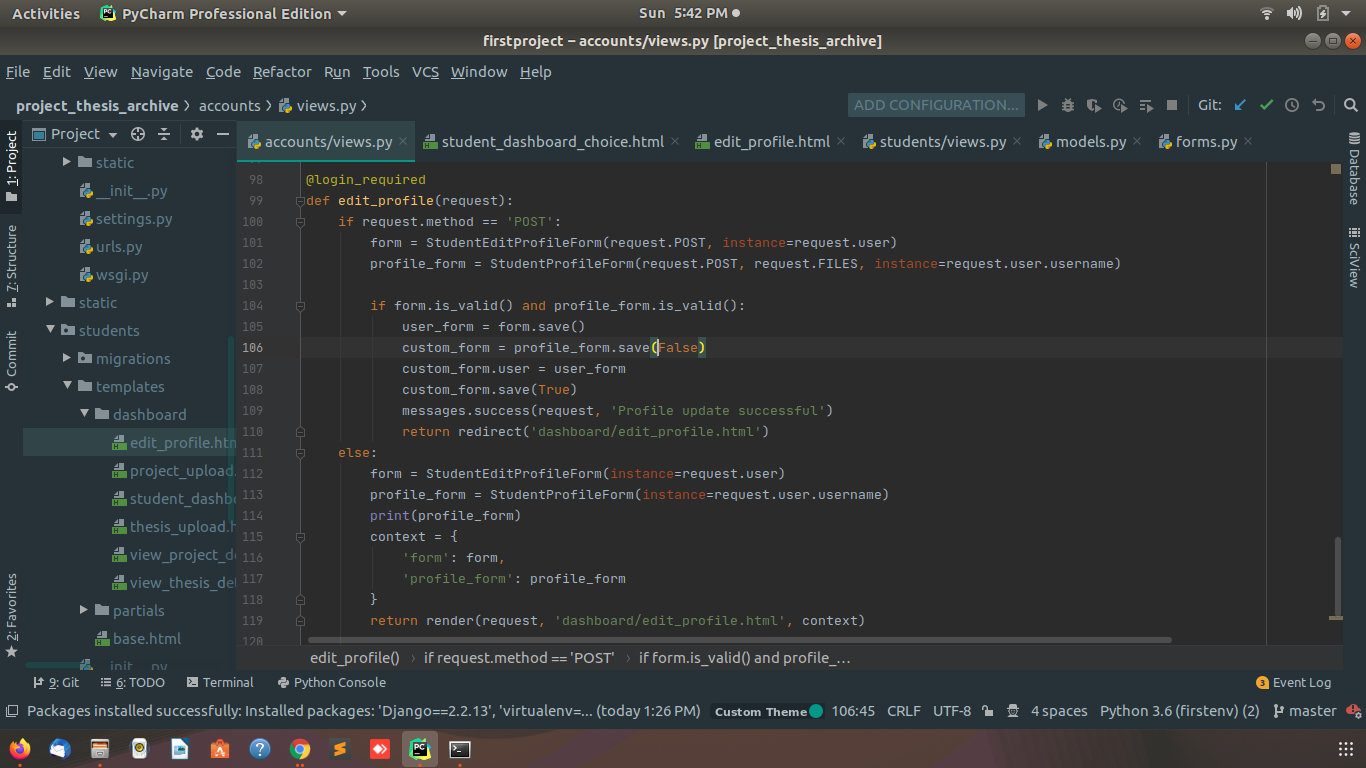 Activities PyCharm Professional Edition Sun 5:42 PM
firstproject – accounts/views.py [project_thesis_archive]
File Edit View Navigate Code Refactor Run Tools VCS Window Help
project_thesis_archive accounts views.py ADD CONFIGURATION... Git:
Project accounts/views.py student_dashboard_choice.html edit_profile.html students/views.py models.py forms.py
1: Project
7: Structure
Commit
2: Favorites
static
__init__.py
settings.py
urls.py
wsgi.py
static
students
migrations
templates
dashboard
edit_profile.htm
project_upload.
student_dashbo
thesis_upload.h
view_project_de
view_thesis_det
partials
base.html
__init__.py
98 @login_required
99 def edit_profile(request):
100 if request.method == 'POST':
101 form = StudentEditProfileForm(request.POST, instance=request.user)
102 profile_form = StudentProfileForm(request.POST, request.FILES, instance=request.user.username)
103
104 if form.is_valid() and profile_form.is_valid():
105 user_form = form.save()
106 custom_form = profile_form.save(False)
107 custom_form.user = user_form
108 custom_form.save(True)
109 messages.success(request, 'Profile update successful')
110 return redirect('dashboard/edit_profile.html')
111 else:
112 form = StudentEditProfileForm(instance=request.user)
113 profile_form = StudentProfileForm(instance=request.user.username)
114 print(profile_form)
115 context = {
116 'form': form,
117 'profile_form': profile_form
118 }
119 return render(request, 'dashboard/edit_profile.html', context)
120
Database
SciView
edit_profile() if request.method == 'POST' if form.is_valid() and profile_…
9: Git 6: TODO Terminal Python Console 3 Event Log
Packages installed successfully: Installed packages: 'Django==2.2.13', 'virtualenv=... (today 1:26 PM) Custom Theme 106:45 CRLF UTF-8 4 spaces Python 3.6 (firstenv) (2) master